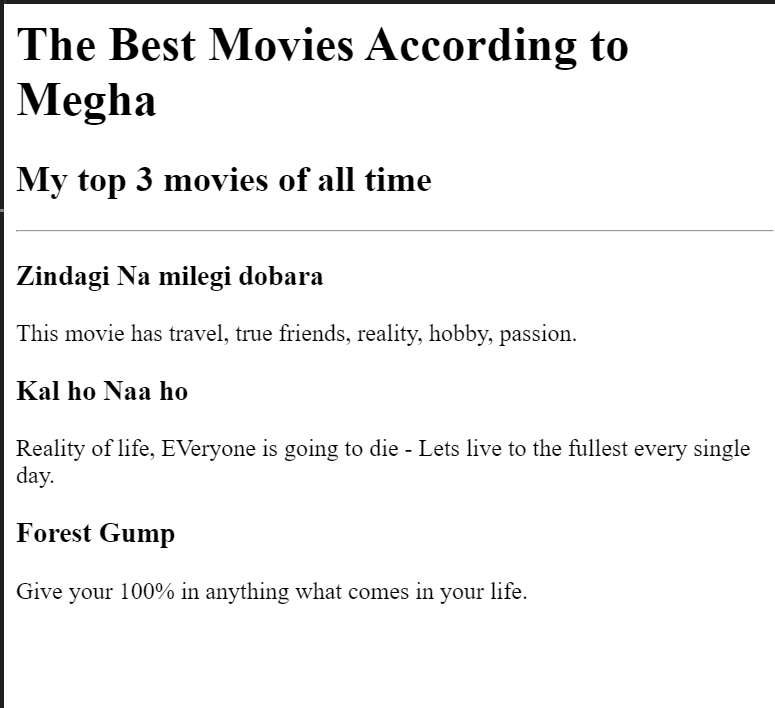 The Best Movies According to
Megha
My top 3 movies of all time
Zindagi Na milegi dobara
This movie has travel, true friends, reality, hobby, passion.
Kal ho Naa ho
Reality of life, EVeryone is going to die - Lets live to the fullest every single
day.
Forest Gump
Give your 100% in anything what comes in your life.